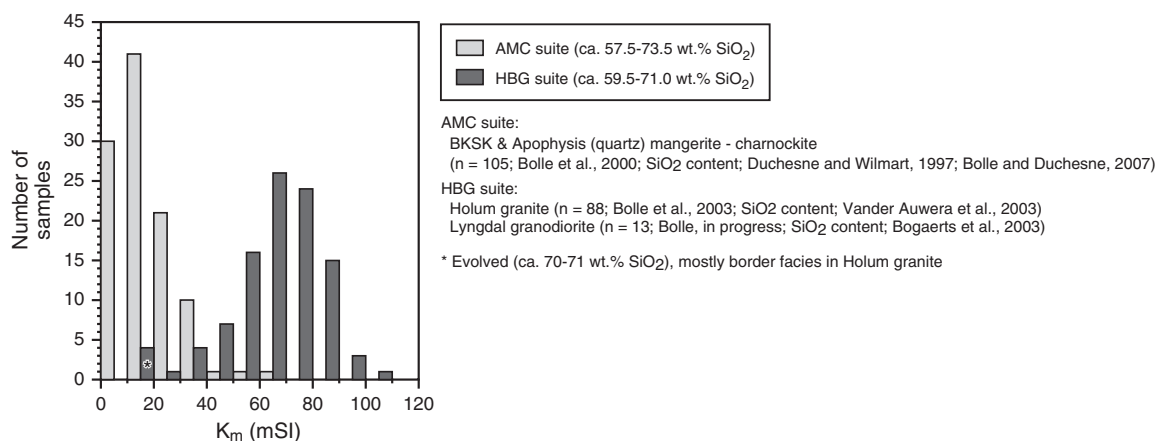 45
40
35
30
25
20
15
10
5
0
Number of
samples
*
0 20 40 60 80 100 120
Km (mSI)
AMC suite (ca. 57.5-73.5 wt.% SiO2)
HBG suite (ca. 59.5-71.0 wt.% SiO2)
AMC suite:
BKSK & Apophysis (quartz) mangerite - charnockite
(n = 105; Bolle et al., 2000; SiO2 content; Duchesne and Wilmart, 1997; Bolle and Duchesne, 2007)
HBG suite:
Holum granite (n = 88; Bolle et al., 2003; SiO2 content; Vander Auwera et al., 2003)
Lyngdal granodiorite (n = 13; Bolle, in progress; SiO2 content; Bogaerts et al., 2003)
* Evolved (ca. 70-71 wt.% SiO2), mostly border facies in Holum granite